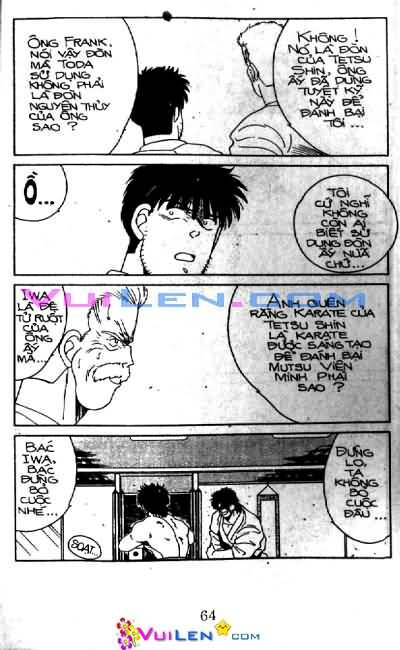 ÔNG FRANK,
NÓI VẬY ĐÒN
MÀ TODA
SỬ DỤNG
KHÔNG PHẢI
LÀ ĐÒN
NGUYÊN THỦY
CỦA ÔNG
SAO ?
KHÔNG !
NÓ LÀ ĐÒN
CỦA TETSU
SHIN, ÔNG
ẤY ĐÃ DÙNG
TUYỆT KỸ
NÀY ĐỂ
ĐÁNH BẠI
TÔI ...
Ồ...
TÔI
CỨ NGHĨ
KHÔNG
CÒN AI
BIẾT SỬ
DỤNG ĐÒN
ẤY NỮA
CHỨ...
IWA
LÀ ĐỆ
TỬ RUỘT
CỦA
ÔNG
ẤY
MÀ...
VuiLen.com
ANH QUÊN
RẰNG KARATE CỦA
TETSU SHIN
LÀ KARATE
ĐƯỢC SÁNG TẠO
ĐỂ ĐÁNH BẠI
MUTSU VIÊN
MINH PHÁI
SAO ?
BÁC
IWA,
BÁC
ĐỪNG
BỎ
CUỘC
NHÉ...
SOẠT...
ĐỪNG
LO,
TA
KHÔNG
BỎ
CUỘC
ĐÂU...
64
VuiLen.com